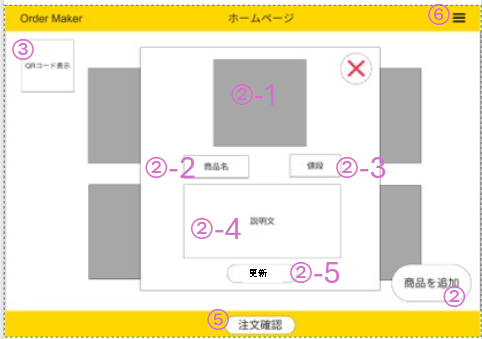 Order Maker ホームページ ⑥
③
QRコード表示
②-1
②-2 商品名 値段 ②-3
説明文
②-4
更新 ②-5
商品を追加
②
⑤ 注文確認